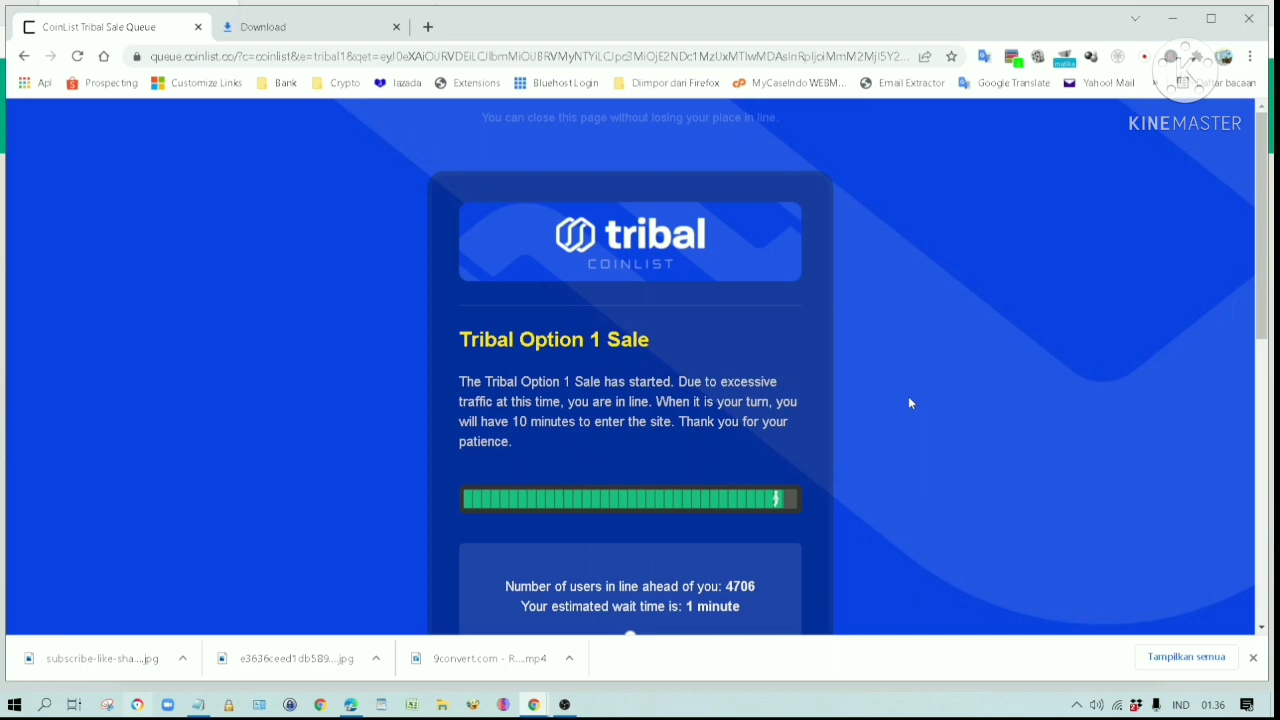 CoinList Tribal Sale Queue
Download
queue.coinlist.co/?c=coinlist&e=tribal1&qet=
Apl
Prospecting
Customize Links
Bank
Crypto
lazada
Extensions
Bluehost Login
Diimpor dari Firefox
MyCaseIndo WEBM...
Email Extractor
Google Translate
Yahoo! Mail
Daftar bacaan
matika
KINEMASTER
You can close this page without losing your place in line.
tribal
COINLIST
Tribal Option 1 Sale
The Tribal Option 1 Sale has started. Due to excessive
traffic at this time, you are in line. When it is your turn, you
will have 10 minutes to enter the site. Thank you for your
patience.
Number of users in line ahead of you: 4706
Your estimated wait time is: 1 minute
subscribe-like-sha....jpg
e3636ceed1db589....jpg
9convert.com - R....mp4
Tampilkan semua
IND
01.36